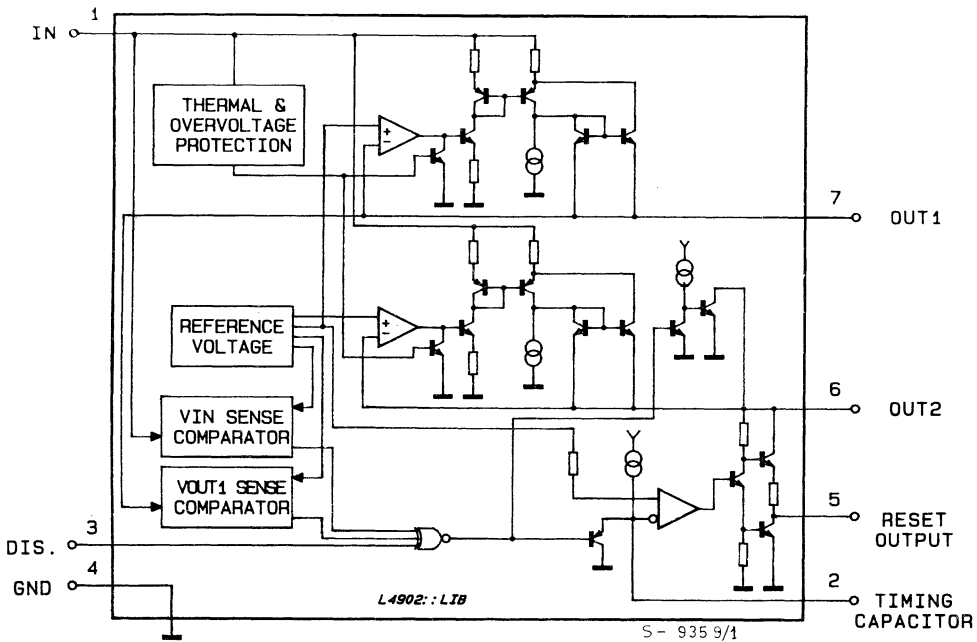 1
IN
THERMAL &
OVERVOLTAGE
PROTECTION
+
-
7
OUT1
REFERENCE
VOLTAGE
+
-
6
OUT2
VIN SENSE
COMPARATOR
VOUT1 SENSE
COMPARATOR
5
RESET
OUTPUT
3
DIS.
4
GND
2
TIMING
CAPACITOR
L4902::LIB
S- 9359/1